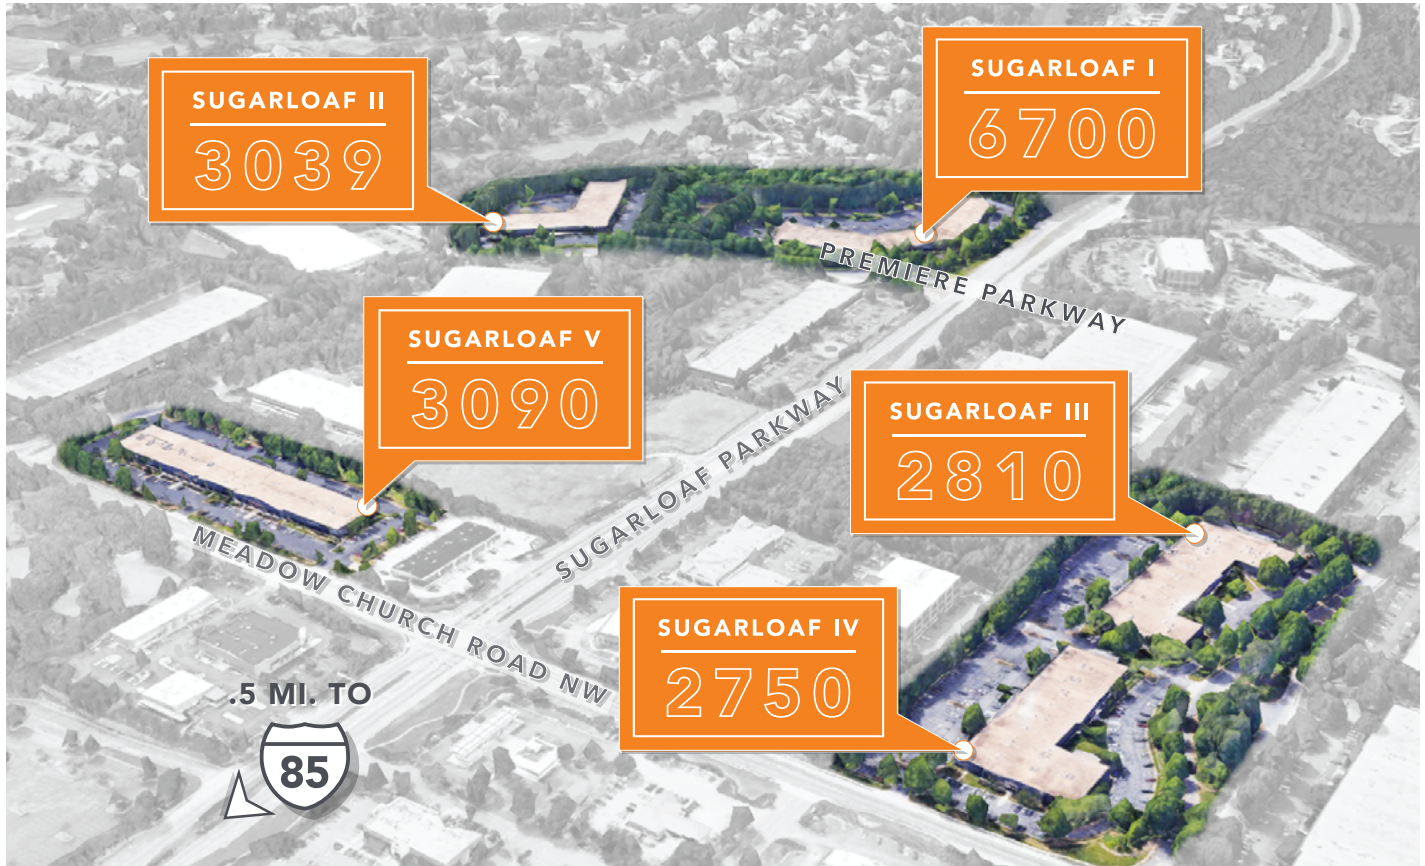 SUGARLOAF I
6700
SUGARLOAF II
3039
PREMIERE PARKWAY
SUGARLOAF V
3090
SUGARLOAF III
2810
SUGARLOAF PARKWAY
MEADOW CHURCH ROAD NW
SUGARLOAF IV
2750
.5 MI. TO
85